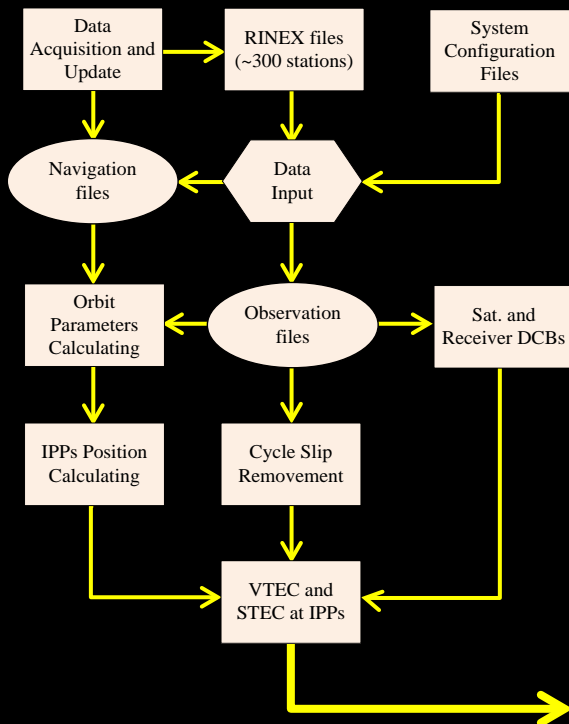 Data
Acquisition and
Update
RINEX files
(~300 stations)
System
Configuration
Files
Navigation
files
Data
Input
Orbit
Parameters
Calculating
Observation
files
Sat. and
Receiver DCBs
IPPs Position
Calculating
Cycle Slip
Removement
VTEC and
STEC at IPPs